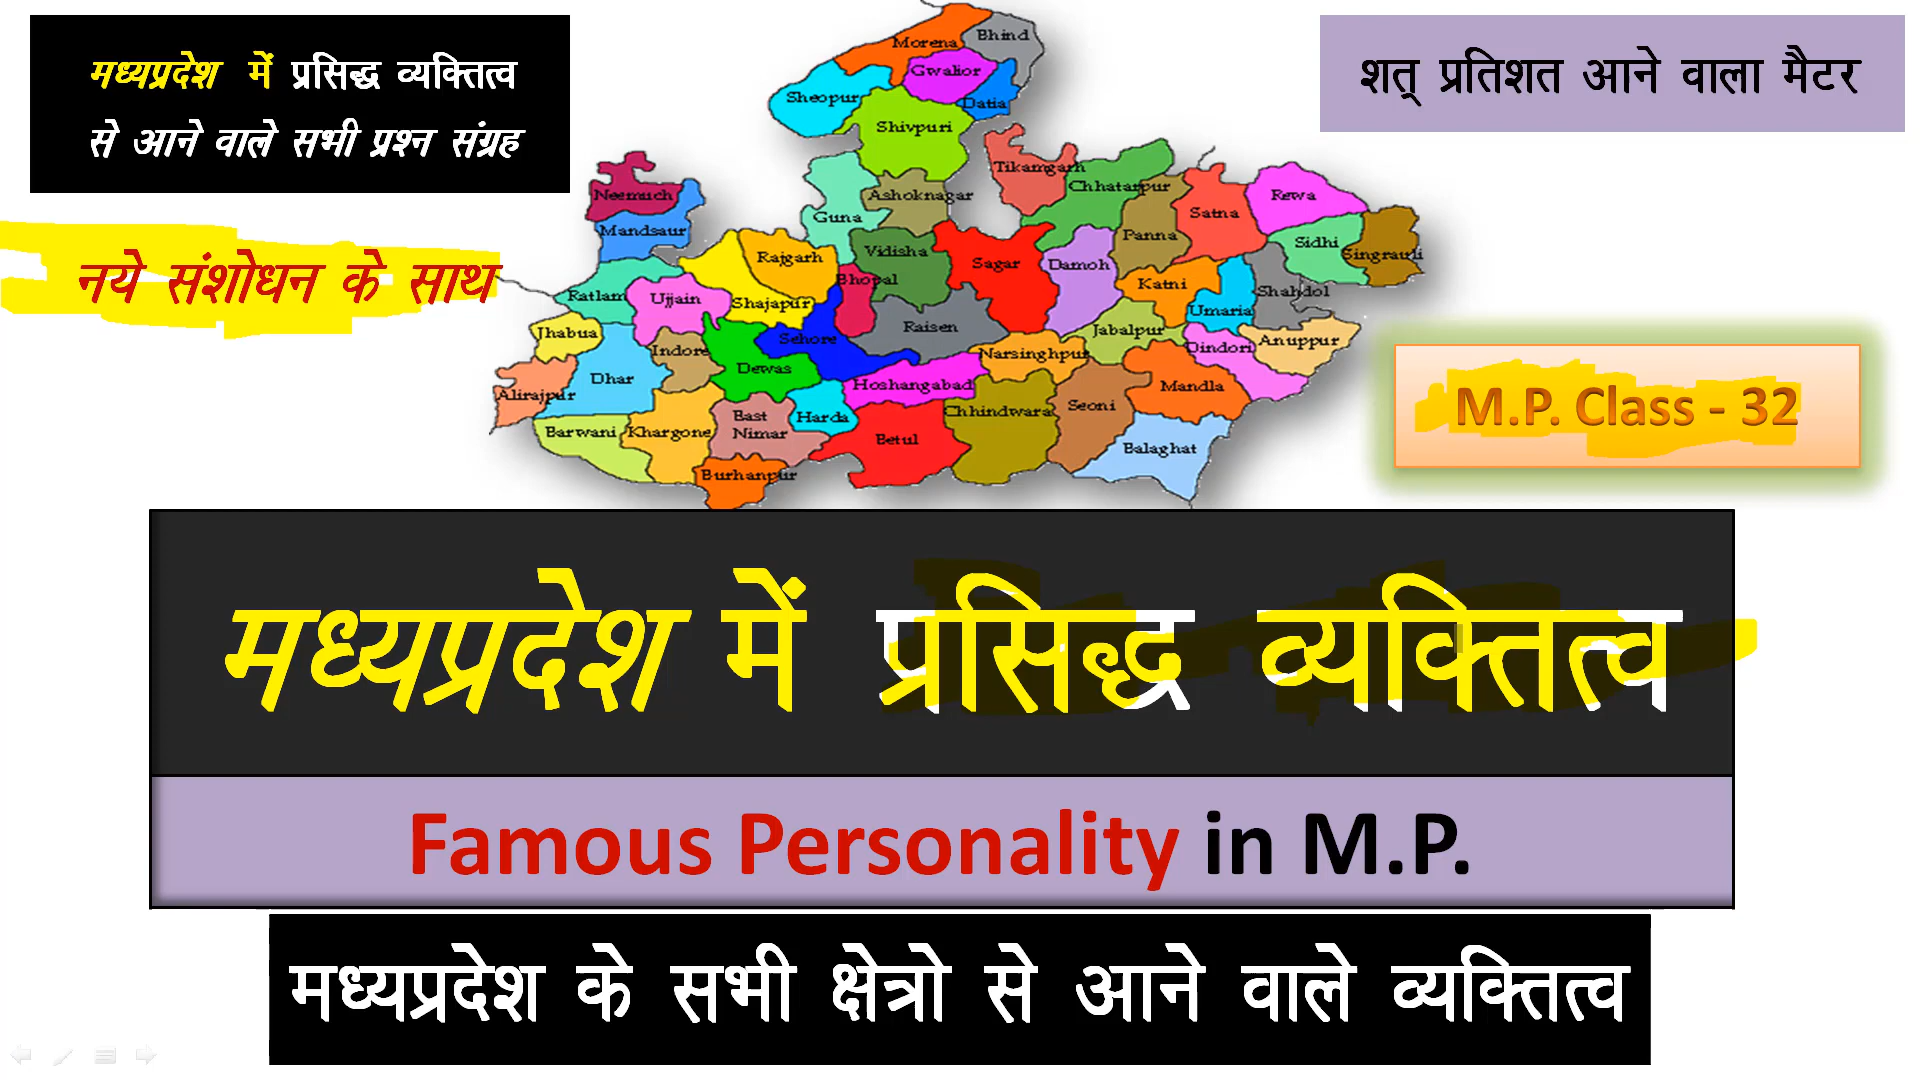 मध्यप्रदेश में प्रसिद्ध व्यक्तित्व
से आने वाले सभी प्रश्न संग्रह
शत् प्रतिशत आने वाला मैटर
नये संशोधन के साथ
Morena
Bhind
Gwalior
Sheopur
Datia
Shivpuri
Tikamgarh
Chhatarpur
Neemuch
Ashoknagar
Satna
Rewa
Guna
Mandsaur
Panna
Sidhi
Singrauli
Rajgarh
Vidisha
Sagar
Damoh
Bhopal
Katni
Shahdol
Ratlam
Ujjain
Shajapur
Umaria
Raisen
Jabalpur
Jhabua
Sehore
Anuppur
Indore
Narsinghpur
Dindori
Dewas
Dhar
Hoshangabad
Mandla
Alirajpur
Chhindwara
Seoni
M.P. Class - 32
East
Nimar
Harda
Barwani
Khargone
Betul
Balaghat
Burhanpur
मध्यप्रदेश में प्रसिद्ध व्यक्तित्व
Famous Personality in M.P.
मध्यप्रदेश के सभी क्षेत्रो से आने वाले व्यक्तित्व